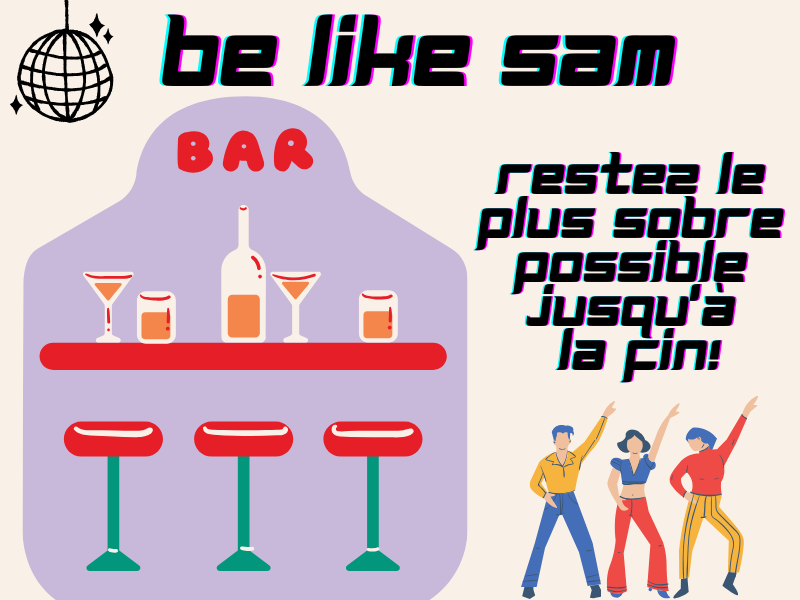 be like sam
BAR
restez le
plus sobre
possible
jusqu'à
la fin!